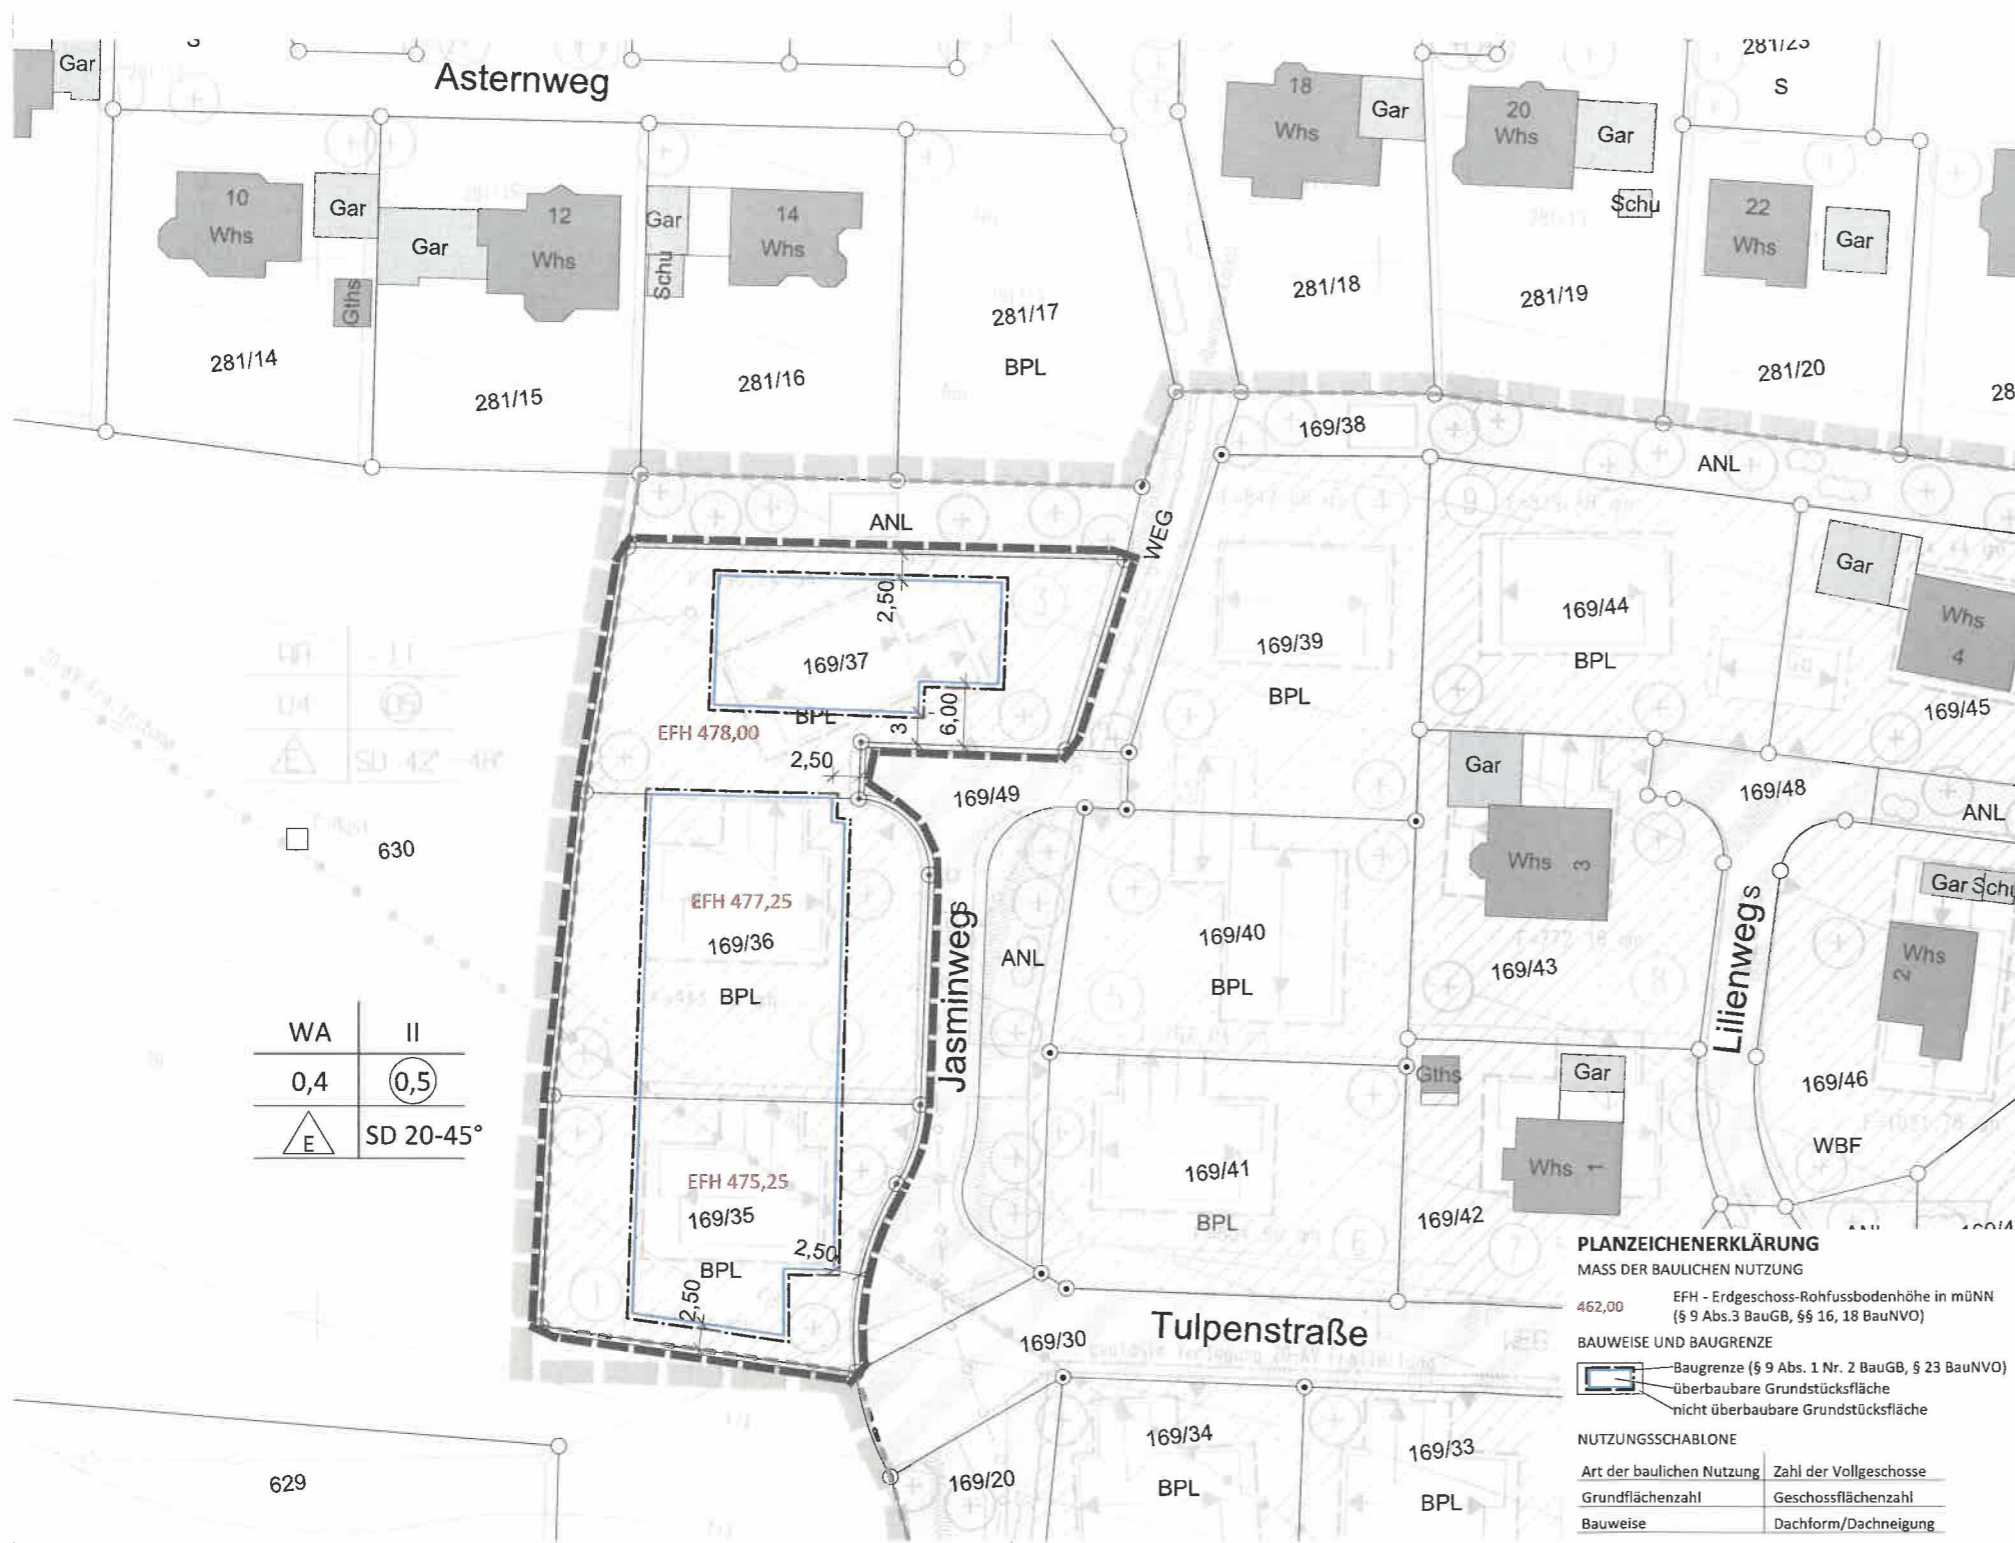 S
281/23
S
Gar
Asternweg
18
Whs
Gar
20
Whs
Gar
Schu
10
Whs
Gar
Gths
Gar
12
Whs
Gar
Schu
14
Whs
22
Whs
Gar
281/14
281/15
281/16
281/17
BPL
281/18
281/19
281/20
28
169/38
ANL
ANL
WEG
2,50
169/37
BPL
EFH 478,00
3
6,00
2,50
169/49
169/39
BPL
169/44
BPL
Gar
Whs
4
169/45
Gar
Whs 3
169/43
169/48
ANL
Gar Schu
Whs
2
630
SD 42° - 48°
EFH 477,25
169/36
BPL
Jasminweg
S
ANL
169/40
BPL
Lilienweg
S
169/46
WBF
WA II
0,4 0,5
E SD 20-45°
EFH 475,25
169/35
BPL
2,50
2,50
169/41
BPL
Gths
Gar
Whs 1
169/42
169/30
Tulpenstraße
WEG
629
169/20
169/34
BPL
169/33
BPL
PLANZEICHENERKLÄRUNG
MASS DER BAULICHEN NUTZUNG
462,00 EFH - Erdgeschoss-Rohfussbodenhöhe in müNN
(§ 9 Abs.3 BauGB, §§ 16, 18 BauNVO)
BAUWEISE UND BAUGRENZE
Baugrenze (§ 9 Abs. 1 Nr. 2 BauGB, § 23 BauNVO)
überbaubare Grundstücksfläche
nicht überbaubare Grundstücksfläche
NUTZUNGSSCHABLONE
Art der baulichen Nutzung Zahl der Vollgeschosse
Grundflächenzahl Geschossflächenzahl
Bauweise Dachform/Dachneigung